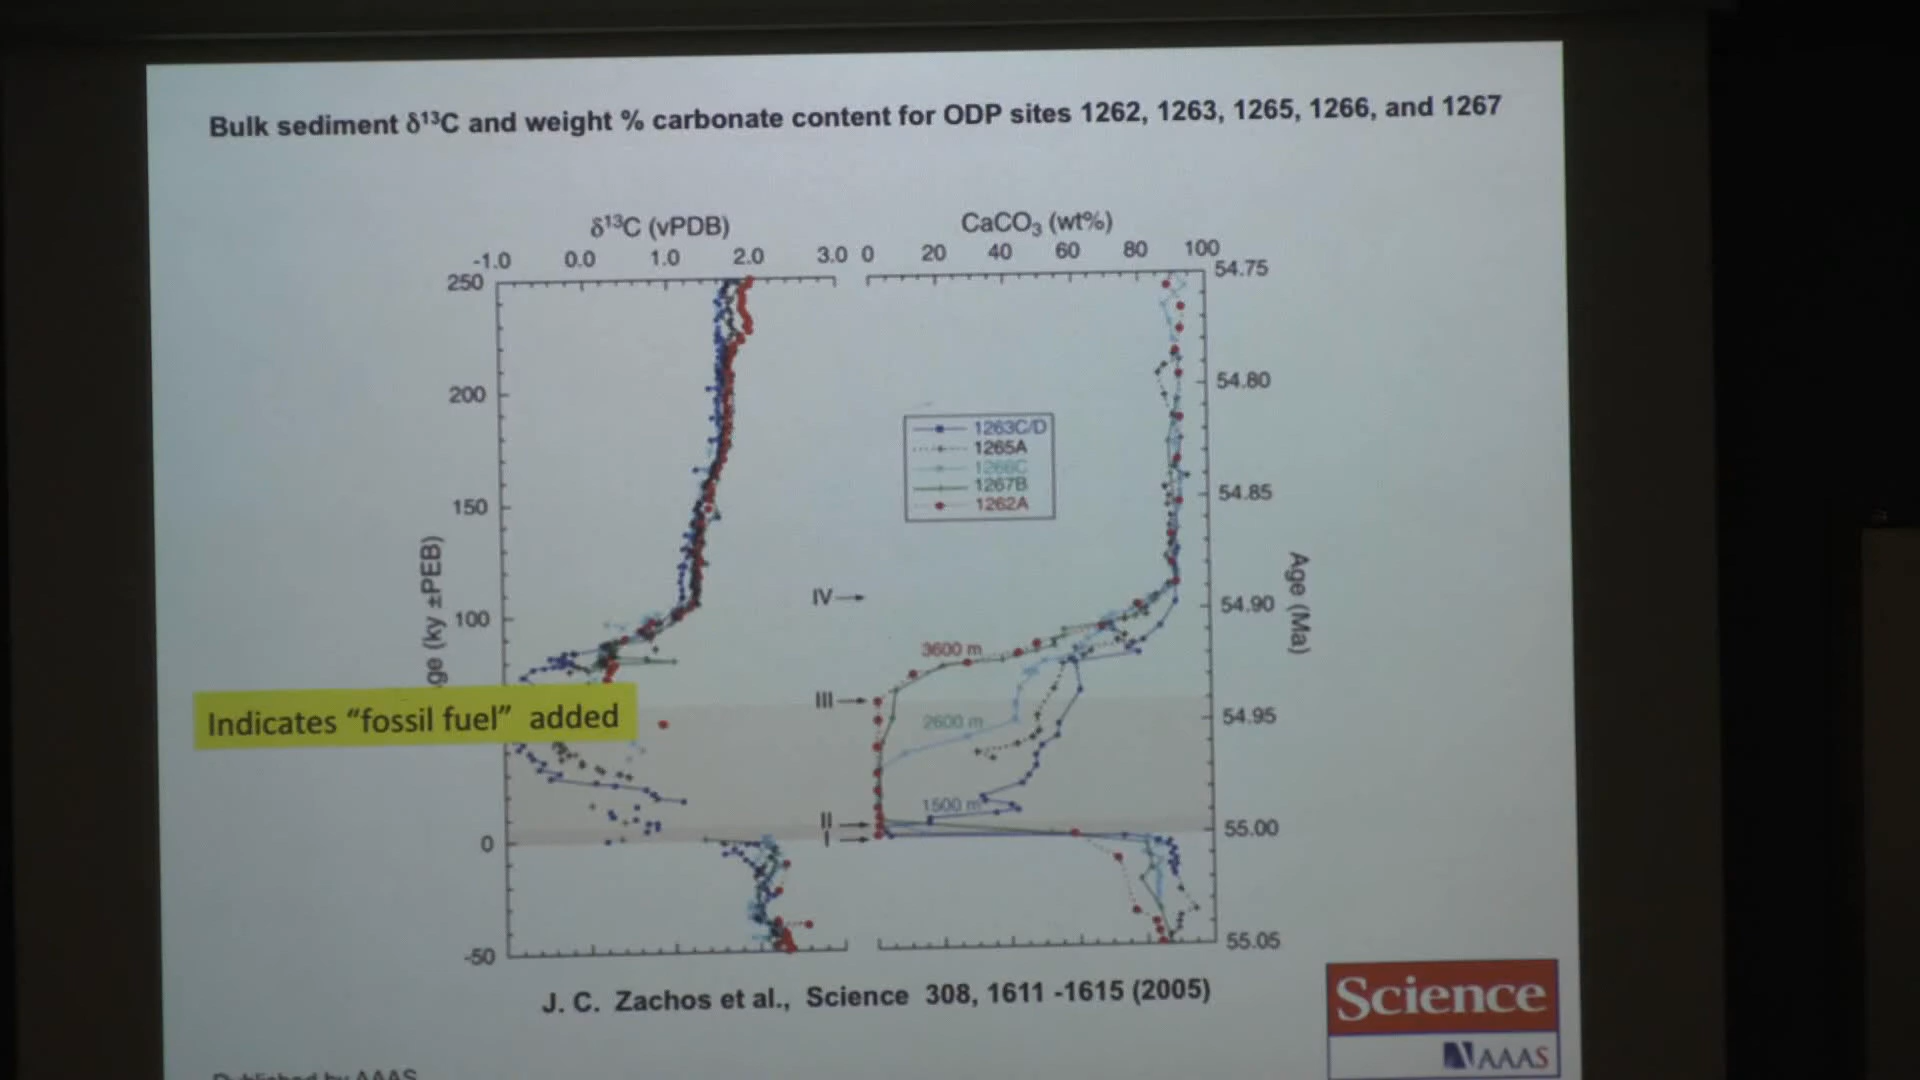 Bulk sediment δ¹³C and weight % carbonate content for ODP sites 1262, 1263, 1265, 1266, and 1267
δ¹³C (vPDB)
CaCO₃ (wt%)
-1.0 0.0 1.0 2.0 3.0 0 20 40 60 80 100
250
54.75
200
54.80
1263C/D
1265A
1266C
1267B
1262A
150
54.85
ge (ky ±PEB)
Age (Ma)
IV
100
54.90
3600 m
III
Indicates “fossil fuel” added
2600 m
54.95
1500 m
II
55.00
I
0
-50
55.05
J. C. Zachos et al., Science 308, 1611 -1615 (2005)
Science
AAAS
Published by AAAS